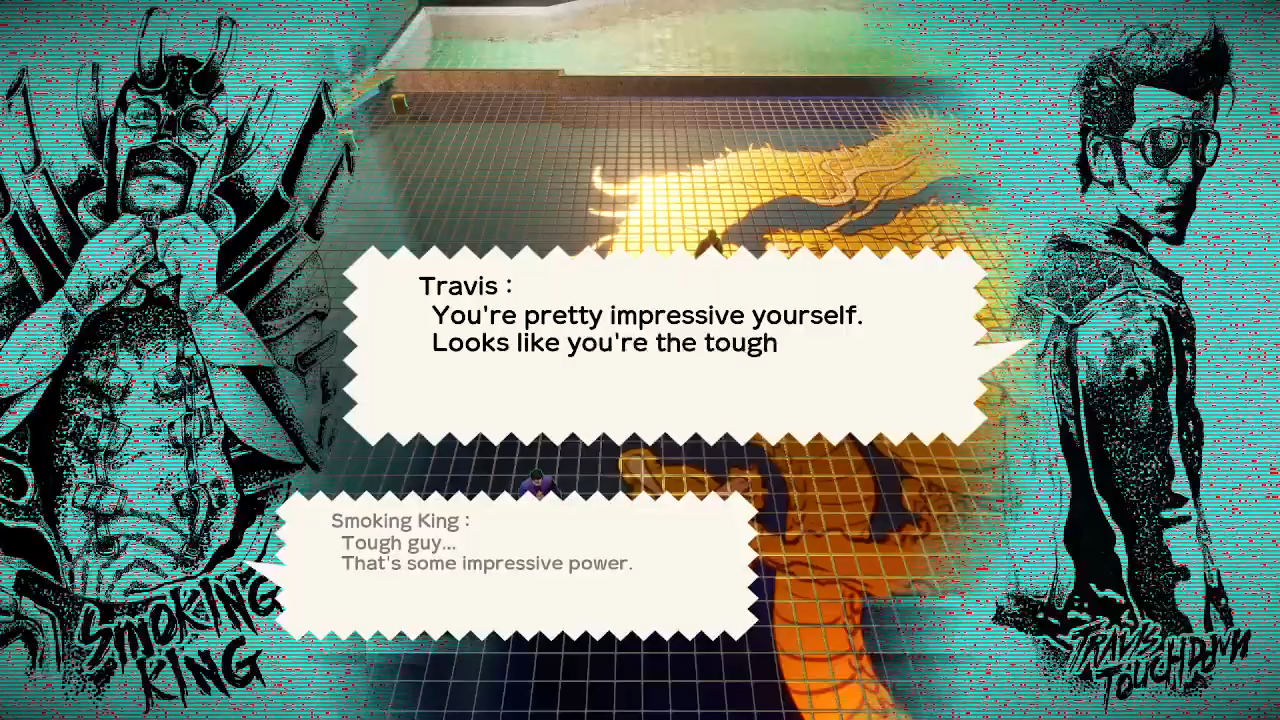 Travis :
You're pretty impressive yourself.
Looks like you're the tough
Smoking King :
Tough guy...
That's some impressive power.
SMOKING
KING
TRAVIS
TOUCHDOWN